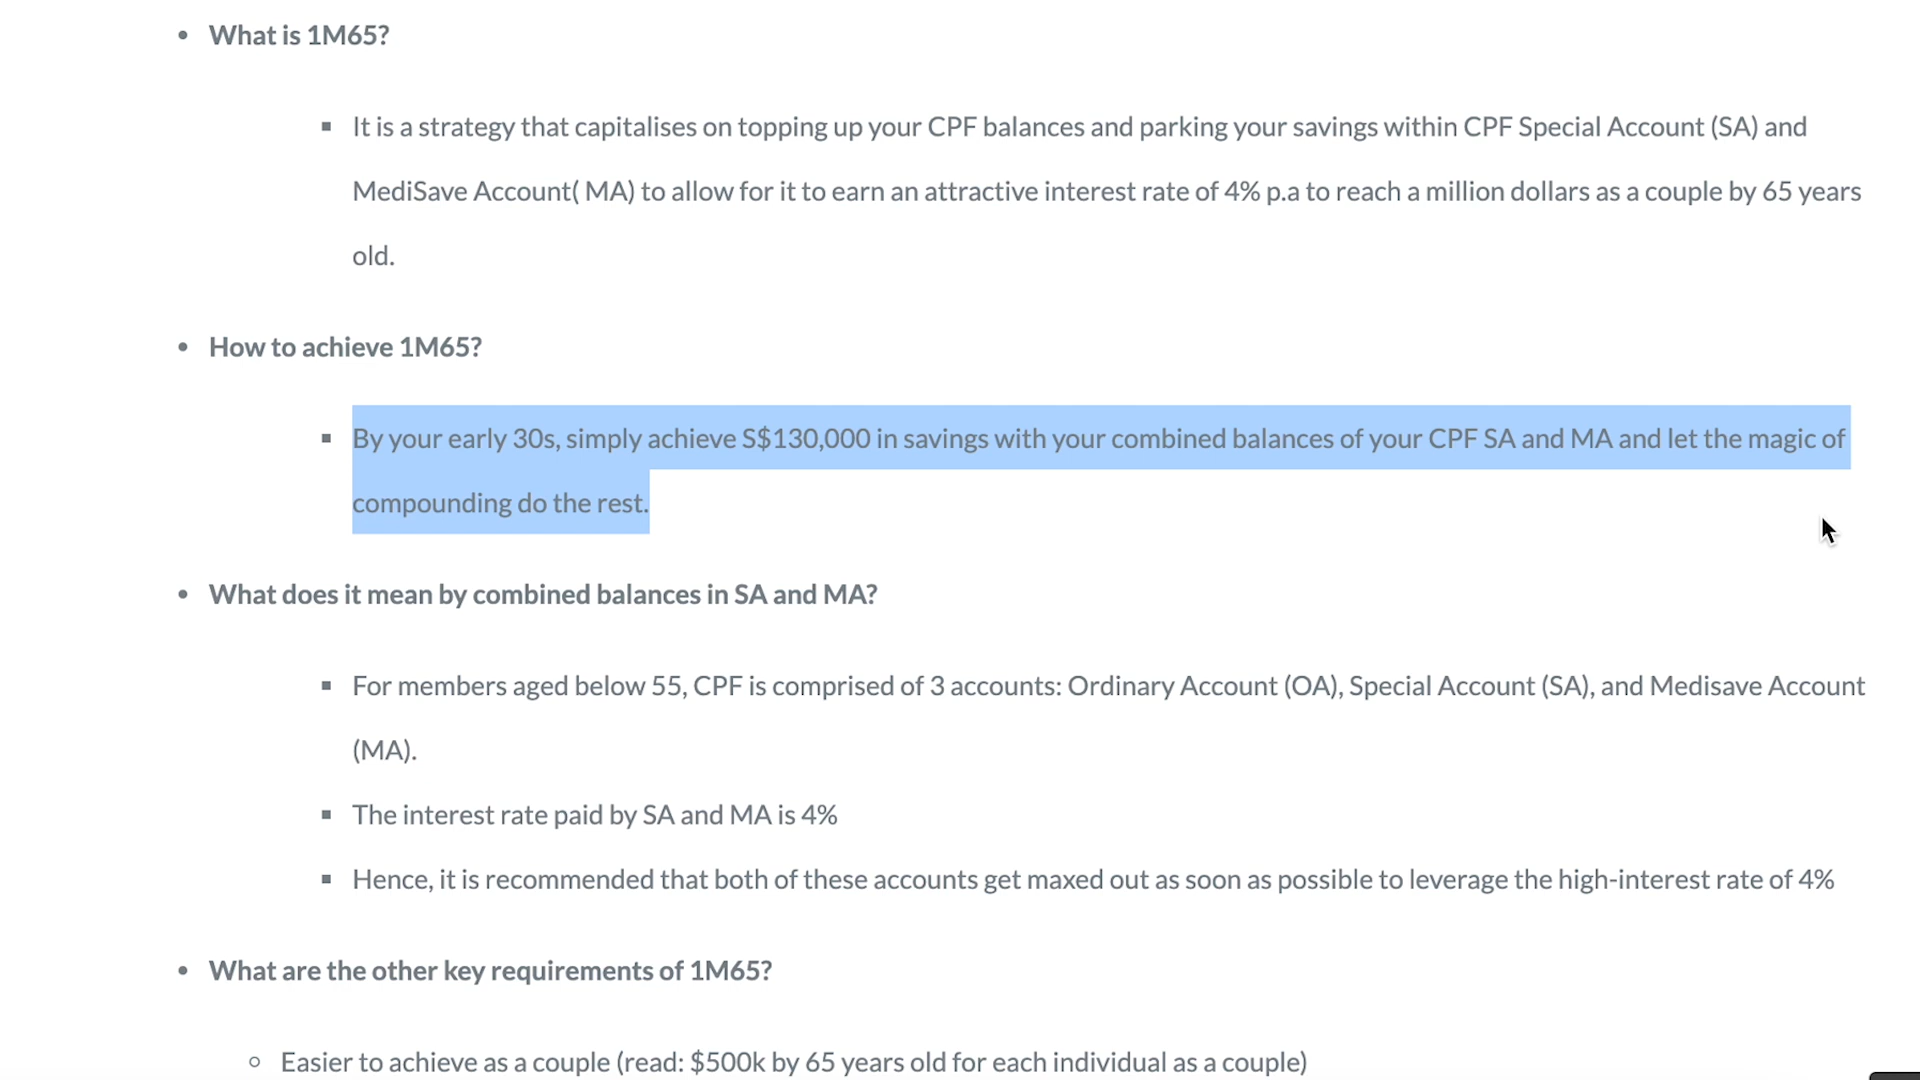 What is 1M65?
It is a strategy that capitalises on topping up your CPF balances and parking your savings within CPF Special Account (SA) and
MediSave Account( MA) to allow for it to earn an attractive interest rate of 4% p.a to reach a million dollars as a couple by 65 years
old.
How to achieve 1M65?
By your early 30s, simply achieve S$130,000 in savings with your combined balances of your CPF SA and MA and let the magic of
compounding do the rest.
What does it mean by combined balances in SA and MA?
For members aged below 55, CPF is comprised of 3 accounts: Ordinary Account (OA), Special Account (SA), and Medisave Account
(MA).
The interest rate paid by SA and MA is 4%
Hence, it is recommended that both of these accounts get maxed out as soon as possible to leverage the high-interest rate of 4%
What are the other key requirements of 1M65?
Easier to achieve as a couple (read: $500k by 65 years old for each individual as a couple)